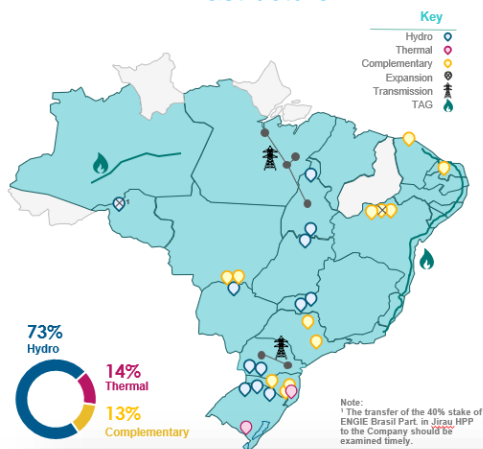 Key
Hydro
Thermal
Complementary
Expansion
Transmission
TAG
1
73%
Hydro
14%
Thermal
13%
Complementary
Note:
¹ The transfer of the 40% stake of
ENGIE Brasil Part. in Jirau HPP
to the Company should be
examined timely.